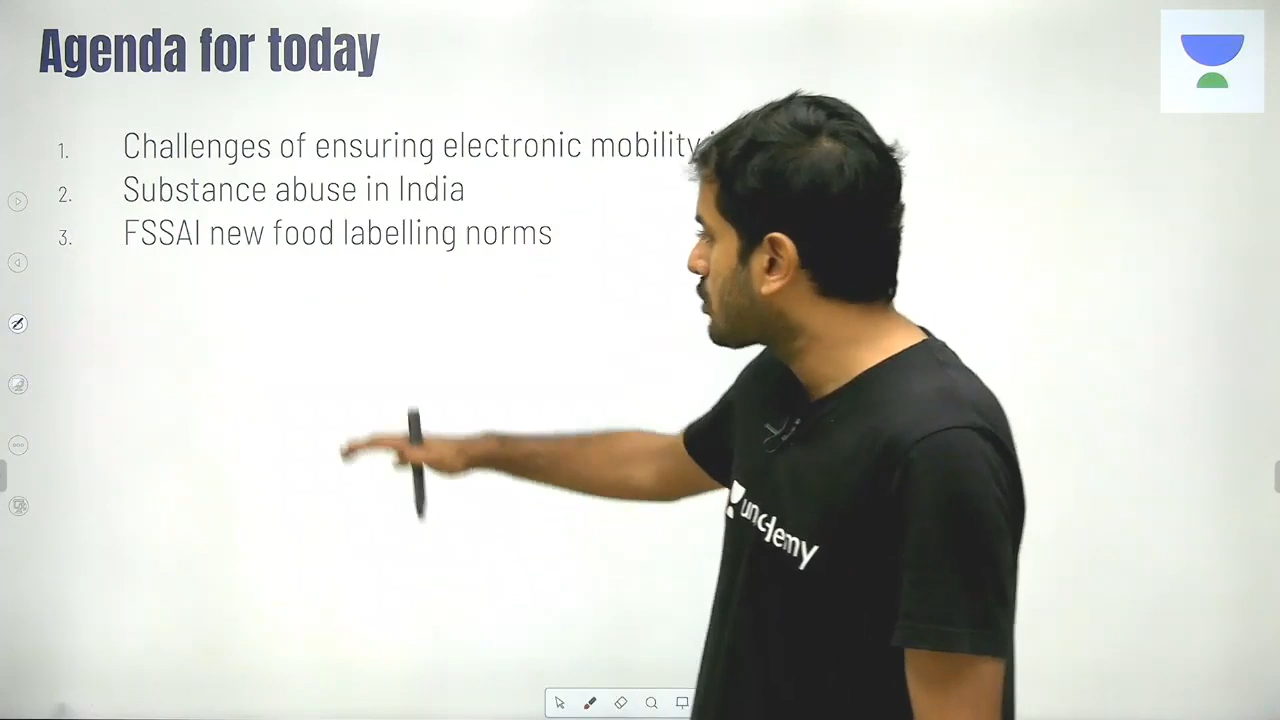 Agenda for today
1. Challenges of ensuring electronic mobility
2. Substance abuse in India
3. FSSAI new food labelling norms
unacademy